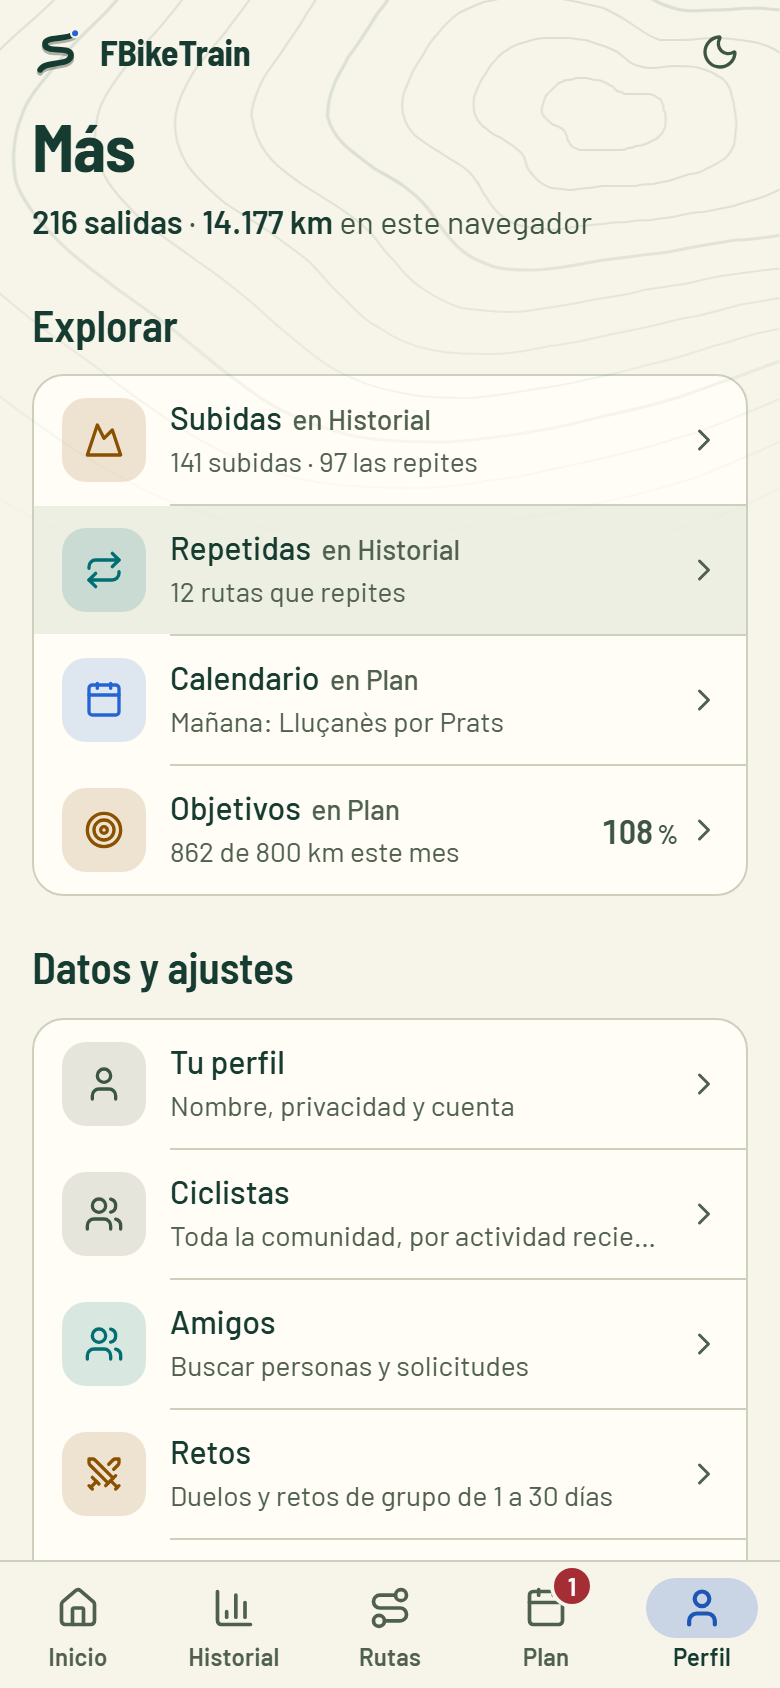 FBikeTrain
Más
216 salidas · 14.177 km en este navegador
Explorar
Subidas en Historial
141 subidas · 97 las repites
Repetidas en Historial
12 rutas que repites
Calendario en Plan
Mañana: Lluçanès por Prats
Objetivos en Plan
862 de 800 km este mes
108 %
Datos y ajustes
Tu perfil
Nombre, privacidad y cuenta
Ciclistas
Toda la comunidad, por actividad recie...
Amigos
Buscar personas y solicitudes
Retos
Duelos y retos de grupo de 1 a 30 días
1
Inicio
Historial
Rutas
Plan
Perfil